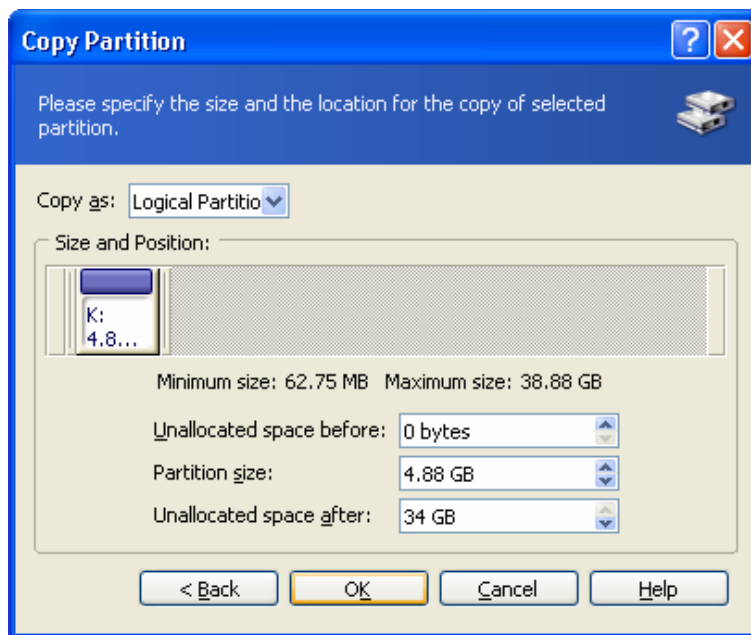 Copy Partition
Please specify the size and the location for the copy of selected
partition.
Copy as: Logical Partitio
Size and Position:
K:
4.8...
Minimum size: 62.75 MB Maximum size: 38.88 GB
Unallocated space before: 0 bytes
Partition size: 4.88 GB
Unallocated space after: 34 GB
< Back OK Cancel Help